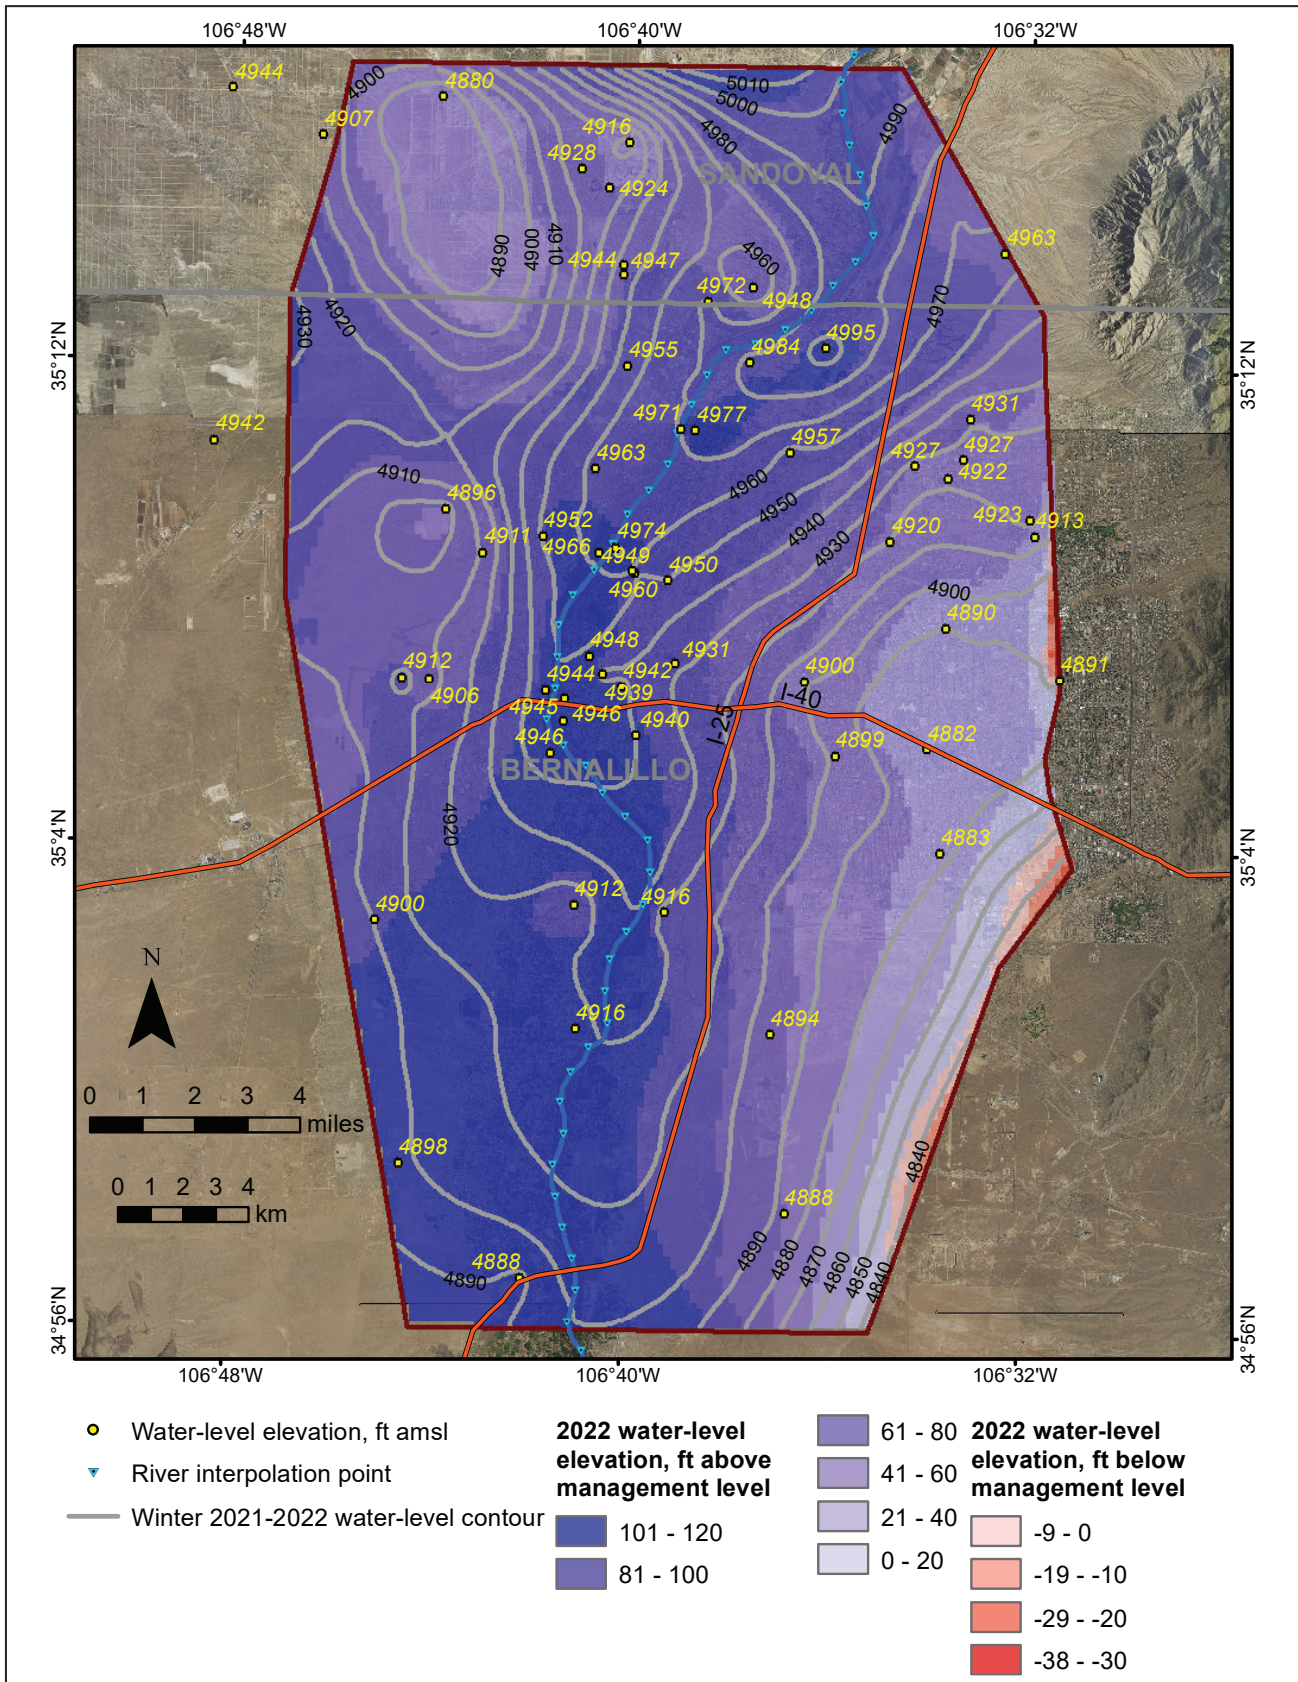 106°48'W
106°40'W
106°32'W
4944
4900
4880
5010
4907
5000
4990
4916
4980
4928
SANDOVAL
4924
4890
4900
4910
4963
4944
4947
4960
4972
4948
4970
4930
4920
4995
35°12'N
4955
4984
35°12'N
4931
4942
4971
4977
4957
4927
4927
4910
4963
4960
4922
4896
4950
4952
4974
4940
4923
4913
4911
4966
4949
4930
4920
4950
4960
4900
4890
4948
4931
4912
4942
4900
4891
4906
4944
4939
I-40
4945
4946
4940
I-25
4882
4946
4899
BERNALILLO
4920
35°4'N
4883
35°4'N
4912
4916
4900
N
4916
4894
0 1 2 3 4
miles
4840
4898
0 1 2 3 4
km
4888
4888
4890
4890
4880
4870
4860
4850
4840
34°56'N
34°56'N
106°48'W
106°40'W
106°32'W
Water-level elevation, ft amsl
River interpolation point
Winter 2021-2022 water-level contour
2022 water-level
elevation, ft above
management level
101 - 120
81 - 100
61 - 80
41 - 60
21 - 40
0 - 20
2022 water-level
elevation, ft below
management level
-9 - 0
-19 - -10
-29 - -20
-38 - -30